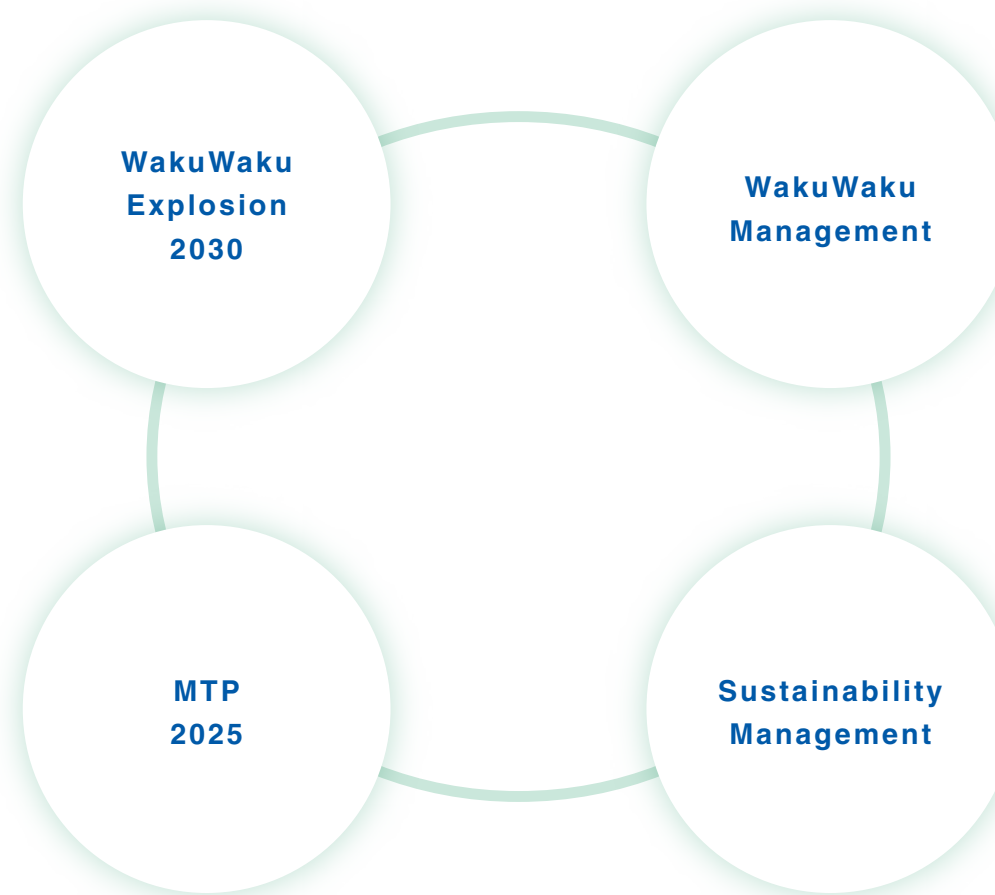 WakuWaku
Explosion
2030
WakuWaku
Management
MTP
2025
Sustainability
Management